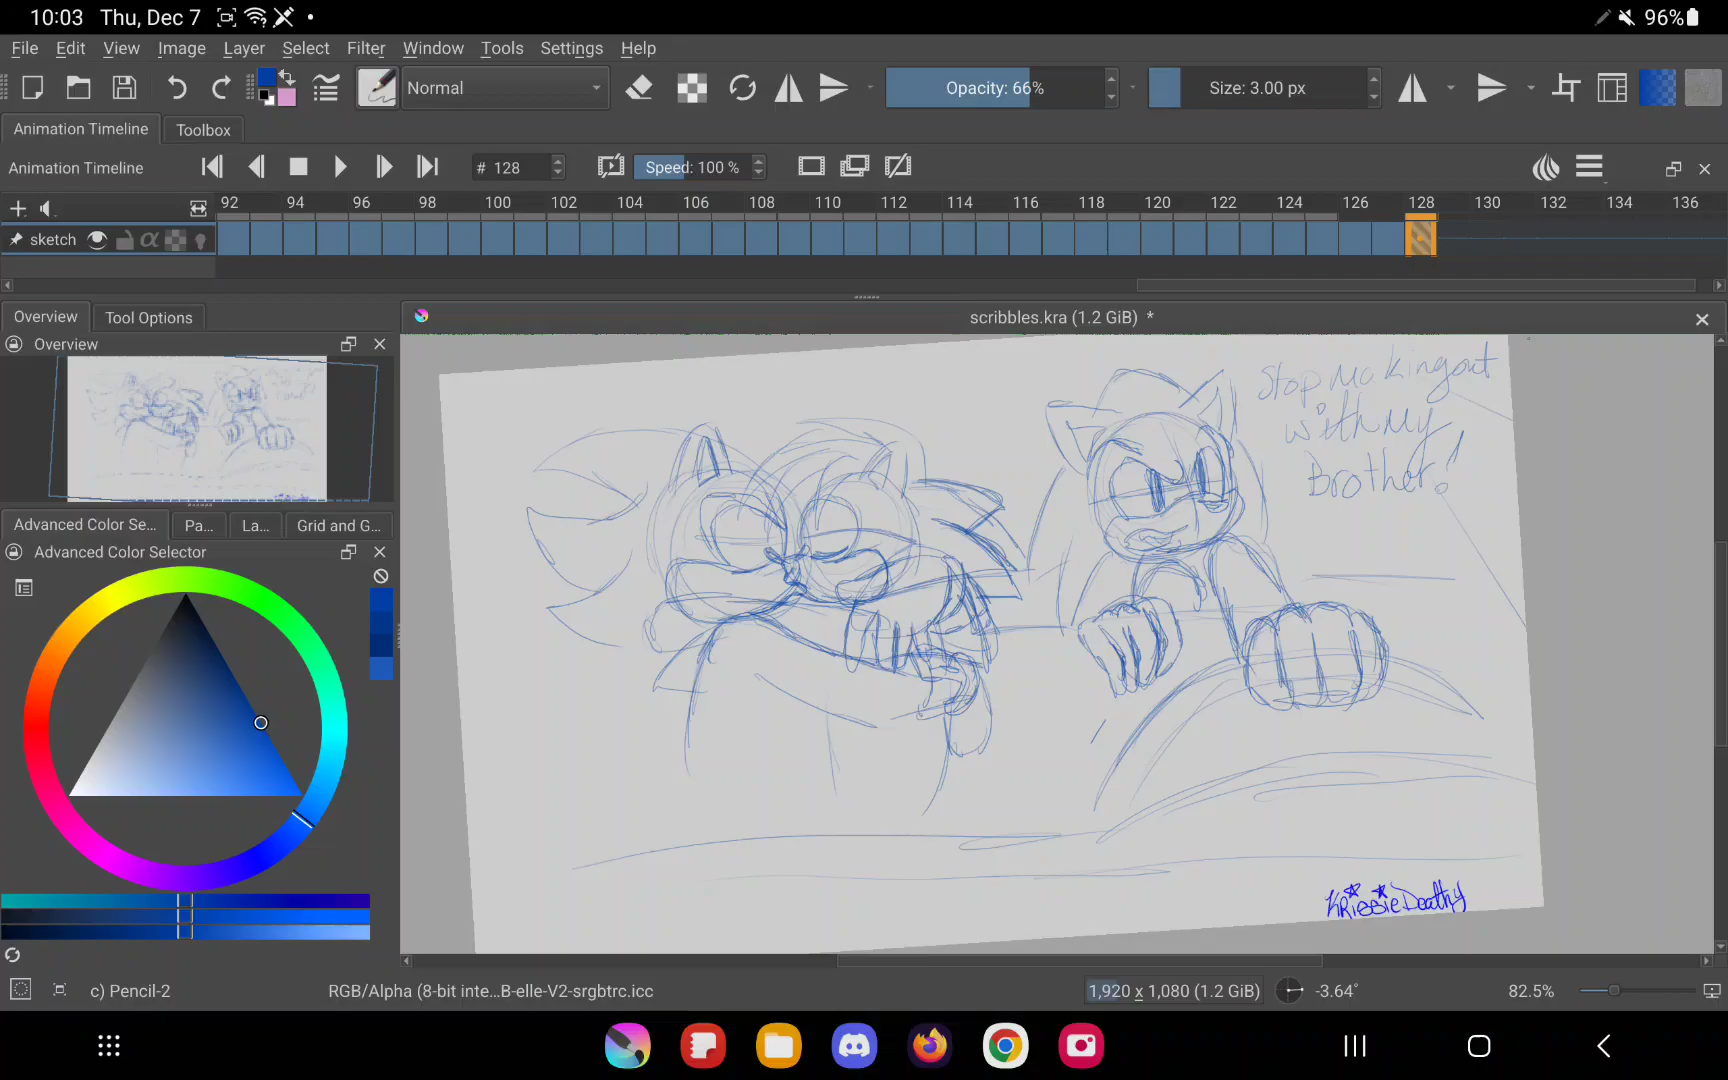 10:03 Thu, Dec 7 96%
File Edit View Image Layer Select Filter Window Tools Settings Help
Normal Opacity: 66% Size: 3.00 px
Animation Timeline Toolbox
Animation Timeline # 128 Speed: 100 %
92 94 96 98 100 102 104 106 108 110 112 114 116 118 120 122 124 126 128 130 132 134 136
sketch α
Overview Tool Options
scribbles.kra (1.2 GiB) *
Overview
Stop Making out
with My
Brother!
Advanced Color Se... Pa... La... Grid and G...
Advanced Color Selector
KRissieDeathy
c) Pencil-2 RGB/Alpha (8-bit inte...B-elle-V2-srgbtrc.icc 1,920 x 1,080 (1.2 GiB) -3.64° 82.5%